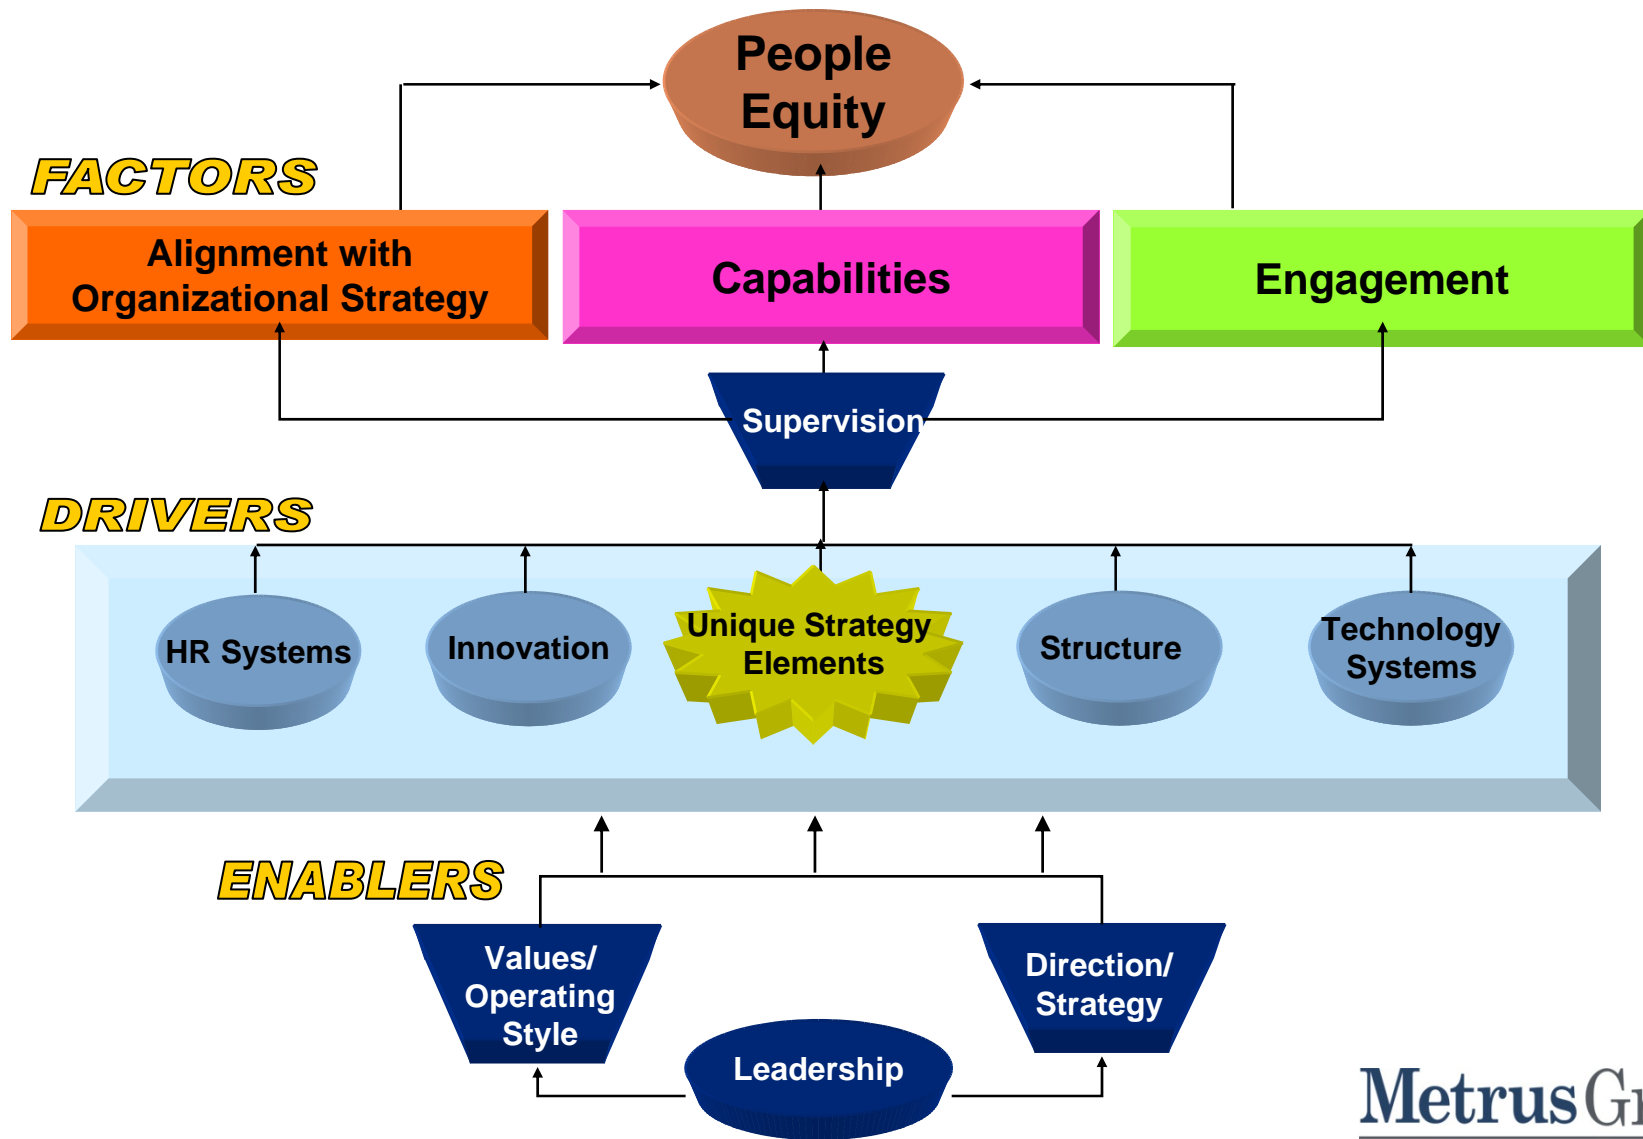 People
Equity
FACTORS
Alignment with
Organizational Strategy
Capabilities
Engagement
Supervision
DRIVERS
HR Systems
Innovation
Unique Strategy
Elements
Structure
Technology
Systems
ENABLERS
Values/
Operating
Style
Direction/
Strategy
Leadership
Metrus